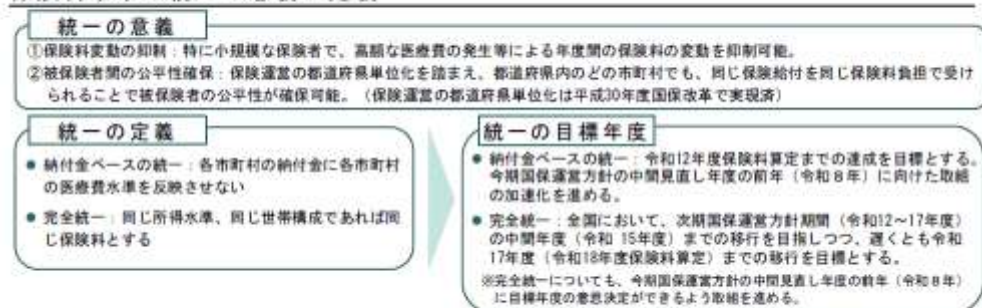 統一の意義
①保険料変動の抑制：特に小規模な保険者で、高額な医療費の発生等による年度間の保険料の変動を抑制可能。
②被保険者間の公平性確保：保険運営の都道府県単位化を踏まえ、都道府県内のどの市町村でも、同じ保険給付を同じ保険料負担で受け
られることで被保険者の公平性が確保可能。（保険運営の都道府県単位化は平成30年度国保改革で実現済）
統一の定義
● 納付金ベースの統一：各市町村の納付金に各市町村
の医療費水準を反映させない
● 完全統一：同じ所得水準、同じ世帯構成であれば同
じ保険料とする
統一の目標年度
● 納付金ベースの統一：令和12年度保険料算定までの達成を目標とする。
今期国保運営方針の中間見直し年度の前年（令和８年）に向けた取組
の加速化を進める。
● 完全統一：全国において、次期国保運営方針期間（令和12～17年度）
の中間年度（令和 15年度）までの移行を目指しつつ、遅くとも令和
17年度（令和18年度保険料算定）までの移行を目標とする。
※完全統一についても、今期国保運営方針の中間見直し年度の前年（令和８年）
に目標年度の意思決定ができるよう取組を進める。